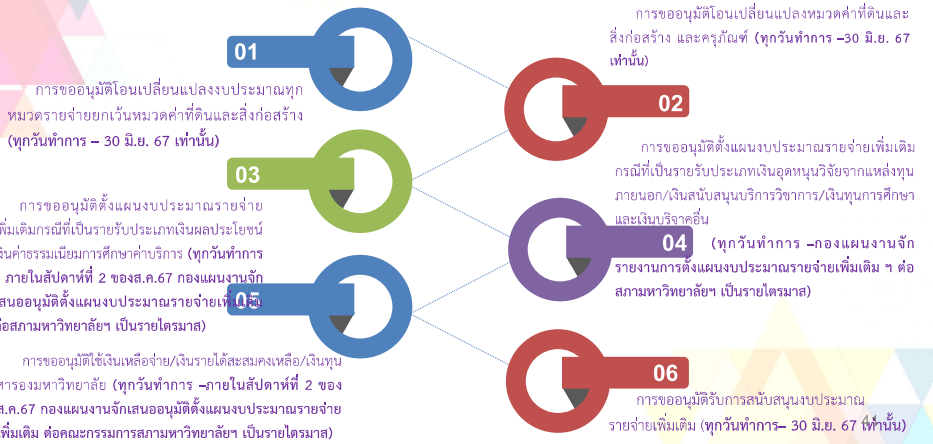 01
การขออนุมัติโอนเปลี่ยนแปลงงบประมาณทุก
หมวดรายจ่ายยกเว้นหมวดค่าที่ดินและสิ่งก่อสร้าง
(ทุกวันทำการ – 30 มิ.ย. 67 เท่านั้น)
การขออนุมัติโอนเปลี่ยนแปลงหมวดค่าที่ดินและ
สิ่งก่อสร้าง และครุภัณฑ์ (ทุกวันทำการ –30 มิ.ย. 67
เท่านั้น)
02
03
การขออนุมัติตั้งแผนงบประมาณรายจ่าย
พิ่มเติมกรณีที่เป็นรายรับประเภทเงินผลประโยชน์
งินค่าธรรมเนียมการศึกษาค่าบริการ (ทุกวันทำการ
ภายในสัปดาห์ที่ 2 ของส.ค.67 กองแผนงานจัก
สนออนุมัติตั้งแผนงบประมาณรายจ่ายเพิ่มเติม
่อสภามหาวิทยาลัยฯ เป็นรายไตรมาส)
การขออนุมัติตั้งแผนงบประมาณรายจ่ายเพิ่มเติม
กรณีที่เป็นรายรับประเภทเงินอุดหนุนวิจัยจากแหล่งทุน
ภายนอก/เงินสนับสนุนบริการวิชาการ/เงินทุนการศึกษา
และเงินบริจาคอื่น
04
(ทุกวันทำการ –กองแผนงานจัก
รายงานการตั้งแผนงบประมาณรายจ่ายเพิ่มเติม ฯ ต่อ
สภามหาวิทยาลัยฯ เป็นรายไตรมาส)
05
การขออนุมัติใช้เงินเหลือจ่าย/เงินรายได้สะสมคงเหลือ/เงินทุน
สำรองมหาวิทยาลัย (ทุกวันทำการ –ภายในสัปดาห์ที่ 2 ของ
ส.ค.67 กองแผนงานจักเสนออนุมัติตั้งแผนงบประมาณรายจ่าย
พิ่มเติม ต่อคณะกรรมการสภามหาวิทยาลัยฯ เป็นรายไตรมาส)
06
การขออนุมัติรับการสนับสนุนงบประมาณ
รายจ่ายเพิ่มเติม (ทุกวันทำการ– 30 มิ.ย. 67 เท่านั้น)